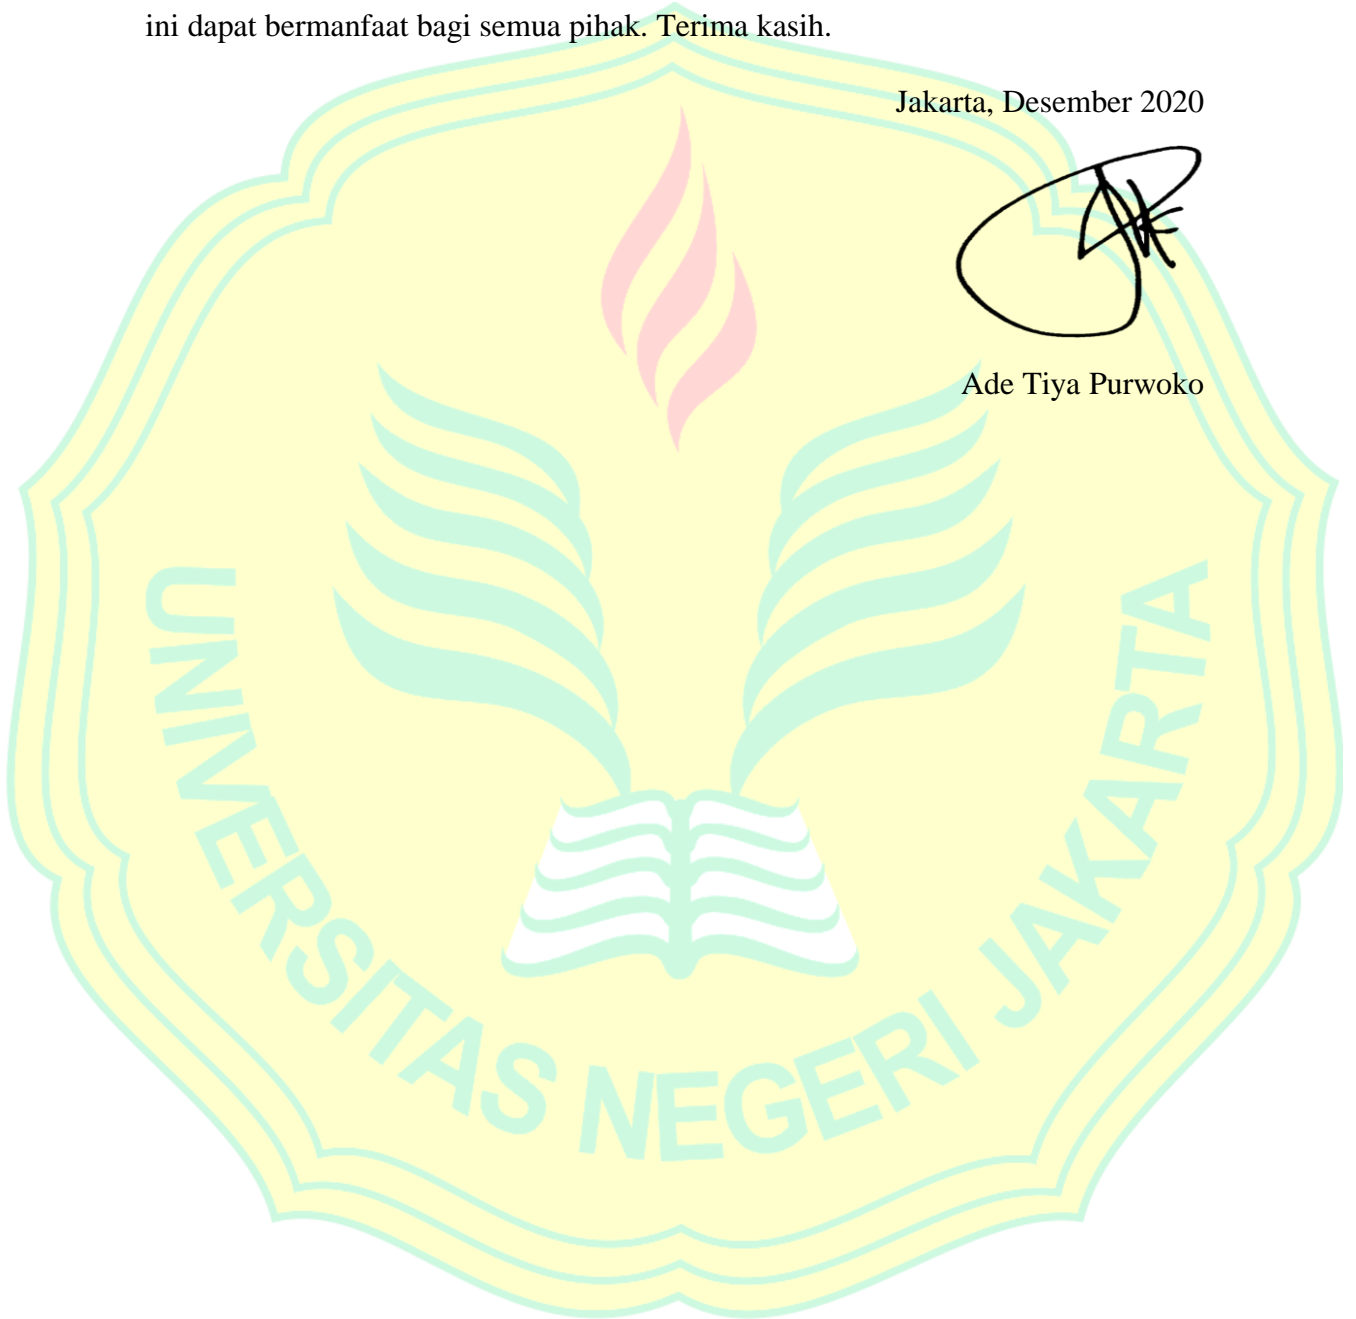 ini dapat bermanfaat bagi semua pihak. Terima kasih.
Jakarta, Desember 2020
Ade Tiya Purwoko
UNIVERSITAS NEGERI JAKARTA